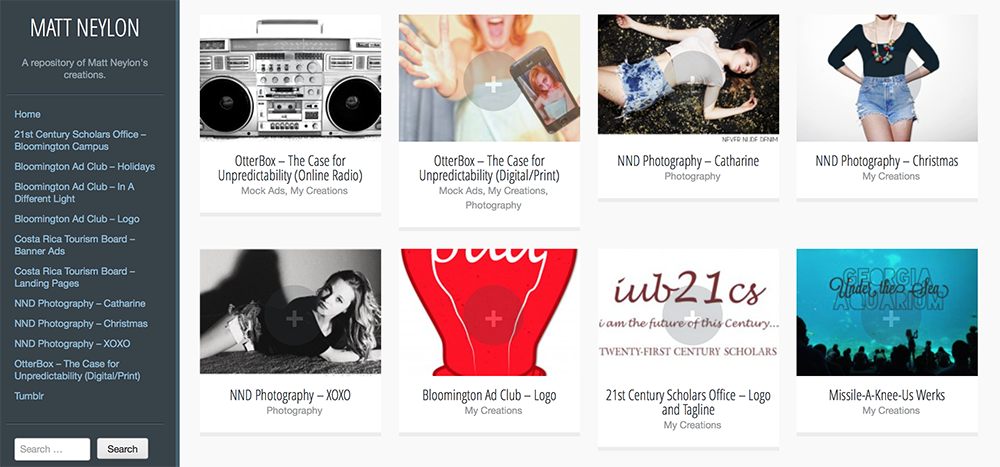 MATT NEYLON
A repository of Matt Neylon's
creations.
Home
21st Century Scholars Office –
Bloomington Campus
Bloomington Ad Club – Holidays
Bloomington Ad Club – In A
Different Light
Bloomington Ad Club – Logo
Costa Rica Tourism Board –
Banner Ads
Costa Rica Tourism Board –
Landing Pages
NND Photography – Catharine
NND Photography – Christmas
NND Photography – XOXO
OtterBox – The Case for
Unpredictability (Digital/Print)
Tumblr
Search ...
Search
OtterBox – The Case for
Unpredictability (Online Radio)
Mock Ads, My Creations
OtterBox – The Case for
Unpredictability (Digital/Print)
Mock Ads, My Creations,
Photography
NEVER NUDE DENIM
NND Photography – Catharine
Photography
NND Photography – Christmas
My Creations
NND Photography – XOXO
Photography
Bloomington Ad Club – Logo
My Creations
iub21cs
i am the future of this Century...
TWENTY-FIRST CENTURY SCHOLARS
21st Century Scholars Office – Logo
and Tagline
My Creations
GEORGIA
Under the Sea
AQUARIUM
Missile-A-Knee-Us Werks
My Creations